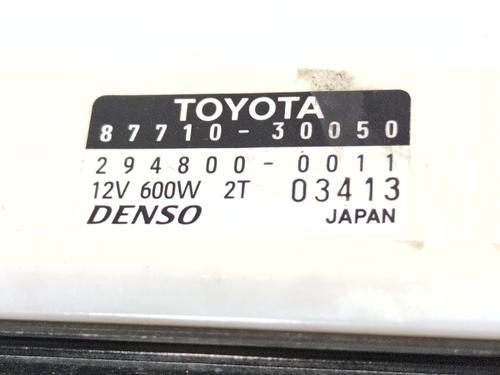 TOYOTA
87710-30050
294800-0011
12V 600W 2T 03413
DENSO JAPAN